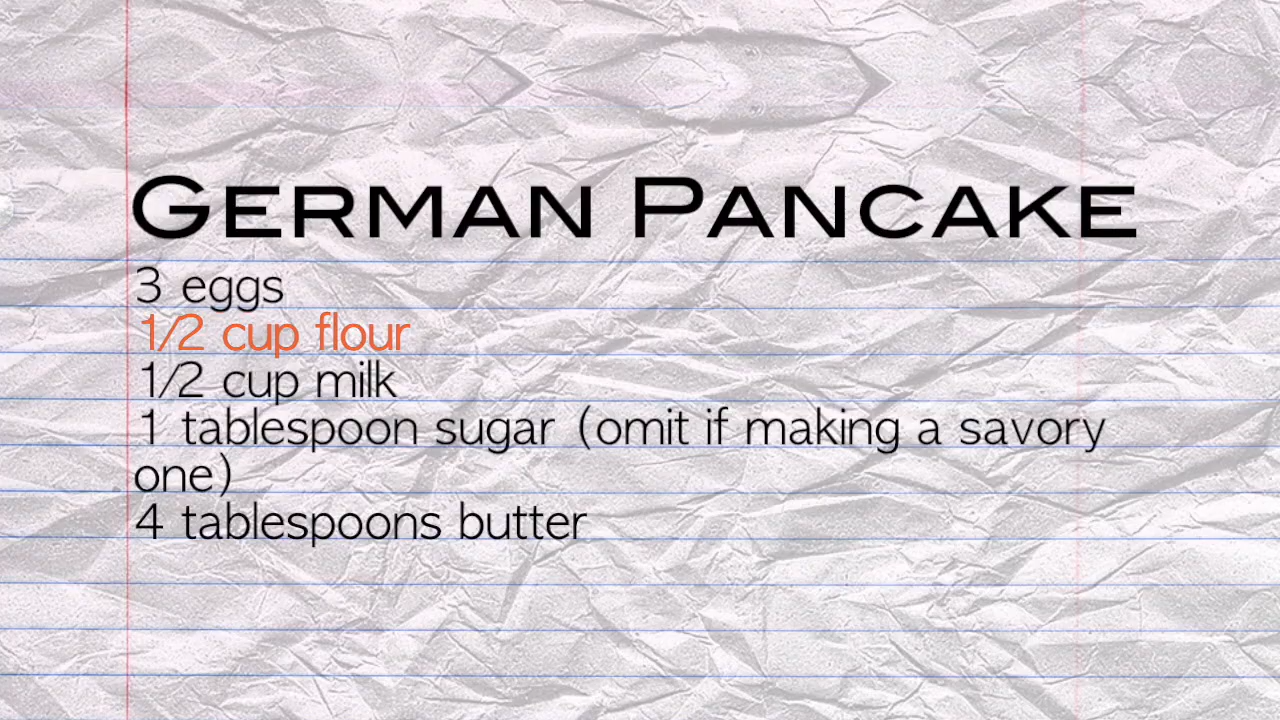 GERMAN PANCAKE
3 eggs
1/2 cup flour
1/2 cup milk
1 tablespoon sugar (omit if making a savory
one)
4 tablespoons butter